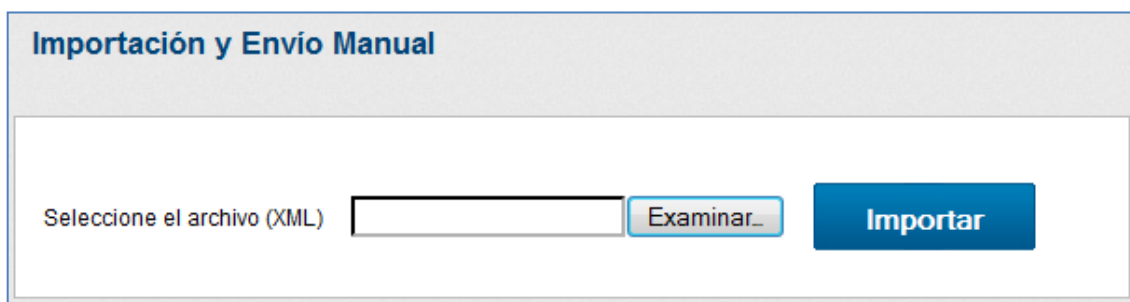 Importación y Envío Manual
Seleccione el archivo (XML) Examinar... Importar